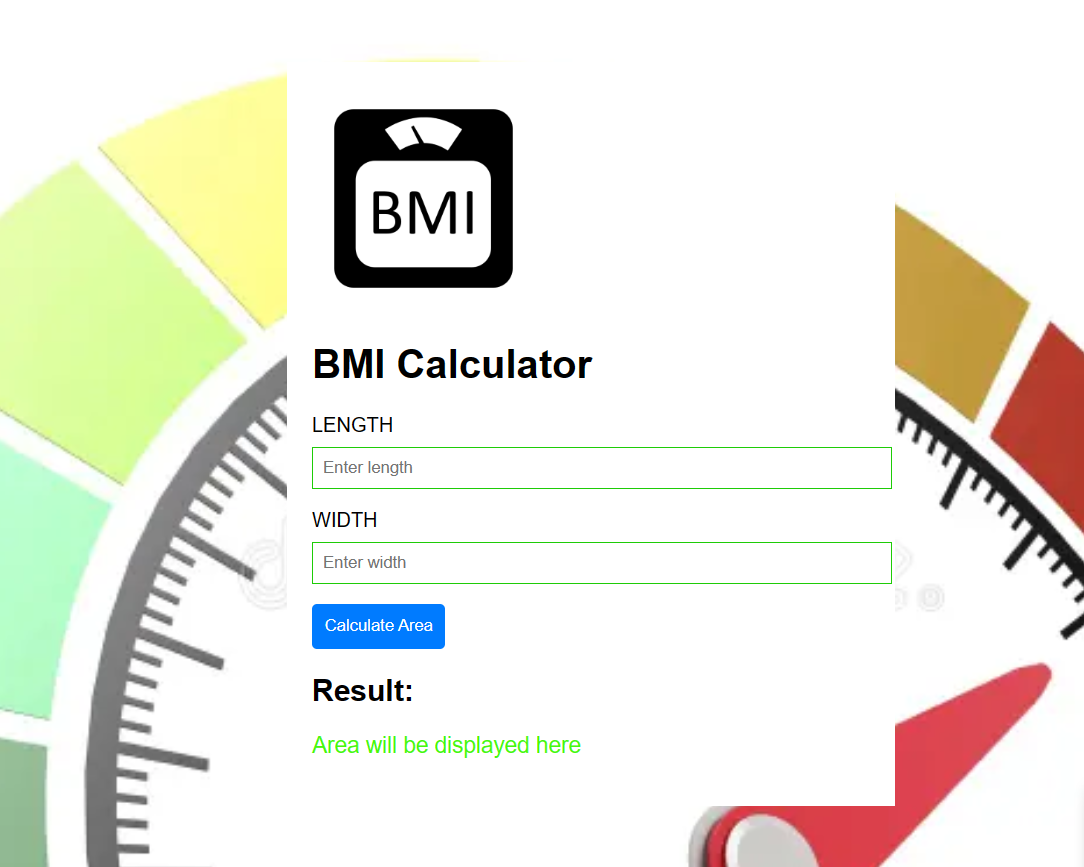 BMI
BMI Calculator
LENGTH
Enter length
WIDTH
Enter width
Calculate Area
Result:
Area will be displayed here